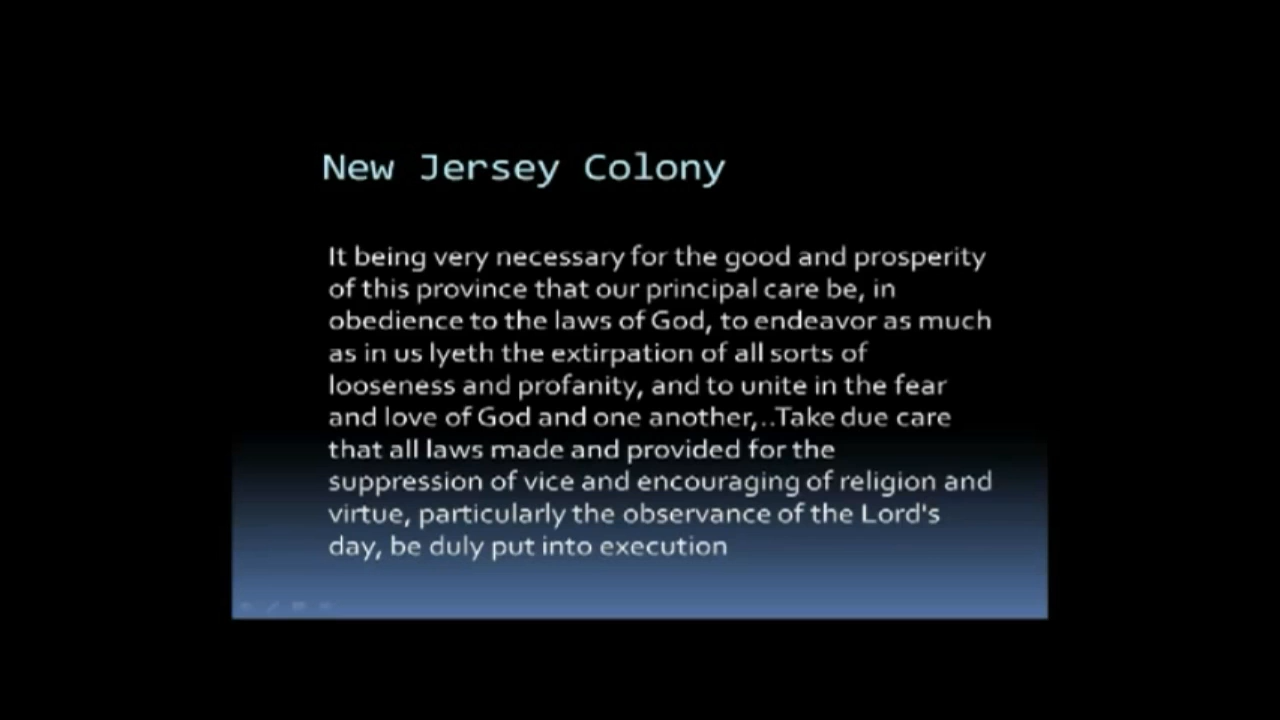 New Jersey Colony
It being very necessary for the good and prosperity
of this province that our principal care be, in
obedience to the laws of God, to endeavor as much
as in us lyeth the extirpation of all sorts of
looseness and profanity, and to unite in the fear
and love of God and one another,..Take due care
that all laws made and provided for the
suppression of vice and encouraging of religion and
virtue, particularly the observance of the Lord's
day, be duly put into execution